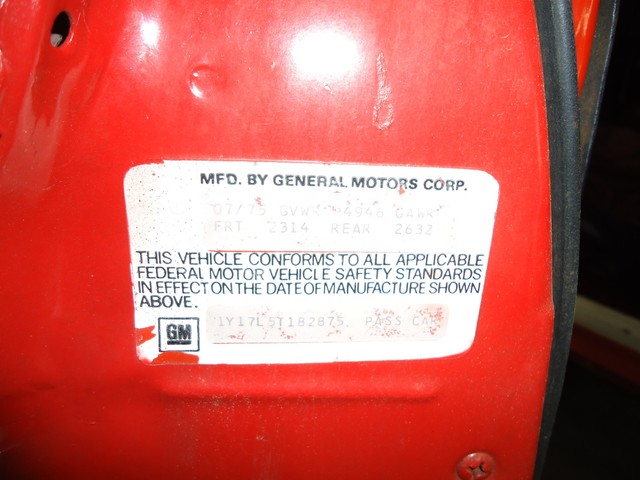 MFD. BY GENERAL MOTORS CORP.
07/75 GVWR 4946 GAWR
FRT 2314 REAR 2632
THIS VEHICLE CONFORMS TO ALL APPLICABLE
FEDERAL MOTOR VEHICLE SAFETY STANDARDS
IN EFFECT ON THE DATE OF MANUFACTURE SHOWN
ABOVE.
GM 1Y17L5T182875 PASS CAR